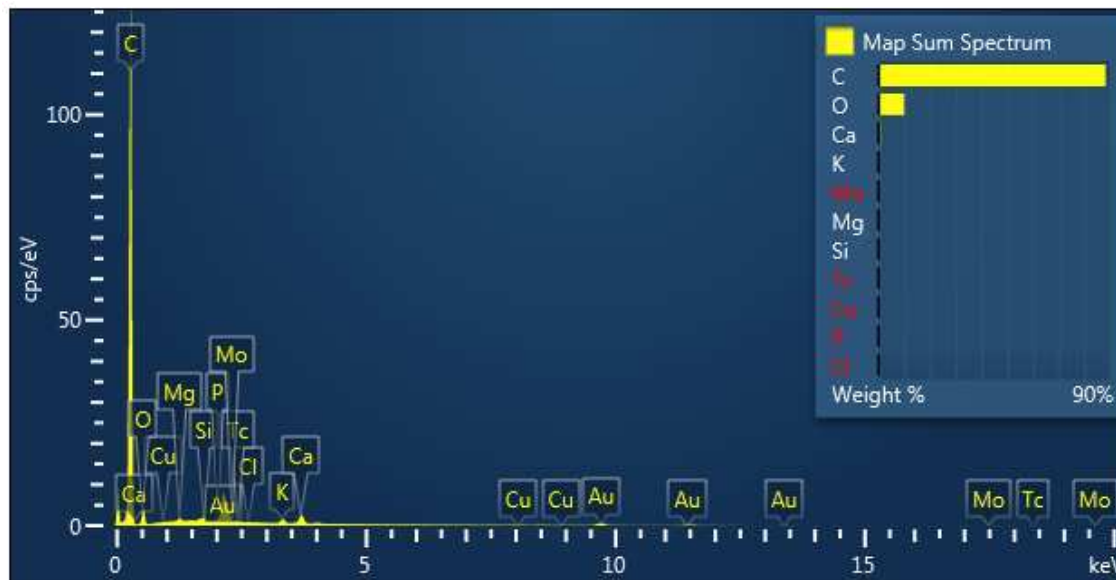 Map Sum Spectrum
C
O
Ca
K
Mg
Si
Weight % 90%
cps/eV
100
50
0
C
Mo
Mg P
O Si Tc
Cu Cl Ca
Ca Au K Cu Cu Au Au Au Mo Tc Mo
0 5 10 15 keV